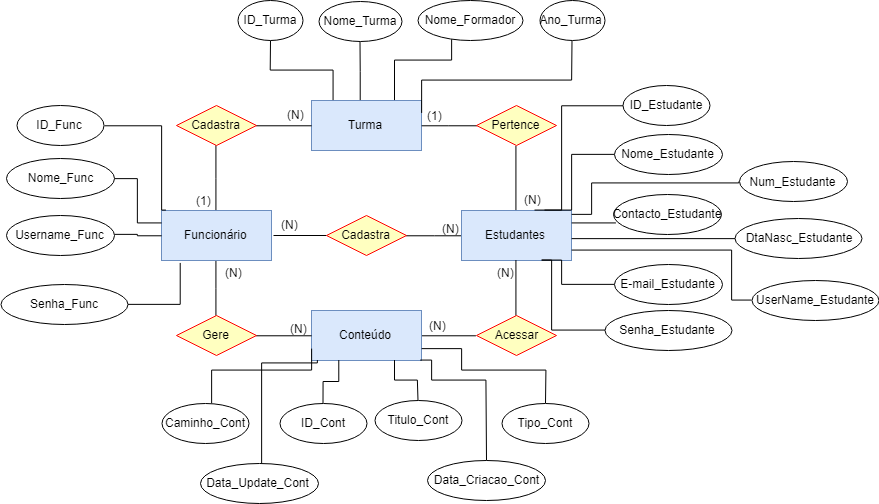 ID_Turma
Nome_Turma
Nome_Formador
Ano_Turma
ID_Func
Cadastra
(N)
Turma
(1)
Pertence
ID_Estudante
Nome_Estudante
Nome_Func
Num_Estudante
(1)
(N)
Contacto_Estudante
Username_Func
Funcionário
(N)
Cadastra
(N)
Estudantes
DtaNasc_Estudante
(N)
(N)
E-mail_Estudante
UserName_Estudante
Senha_Func
Gere
(N)
Conteúdo
(N)
Acessar
Senha_Estudante
Caminho_Cont
ID_Cont
Titulo_Cont
Tipo_Cont
Data_Update_Cont
Data_Criacao_Cont